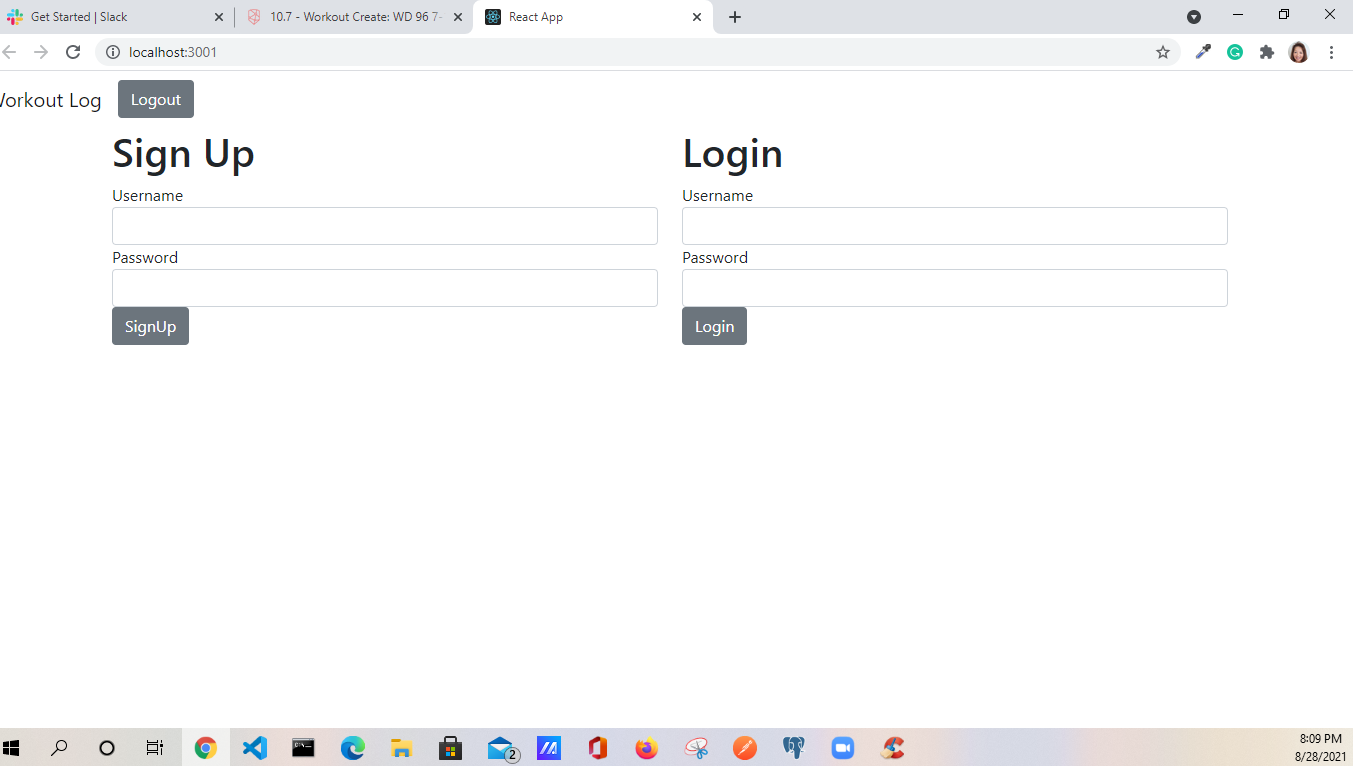 Get Started | Slack
10.7 - Workout Create: WD 96 7-
React App
localhost:3001
Workout Log
Logout
Sign Up
Login
Username
Username
Password
Password
SignUp
Login
2
8:09 PM
8/28/2021